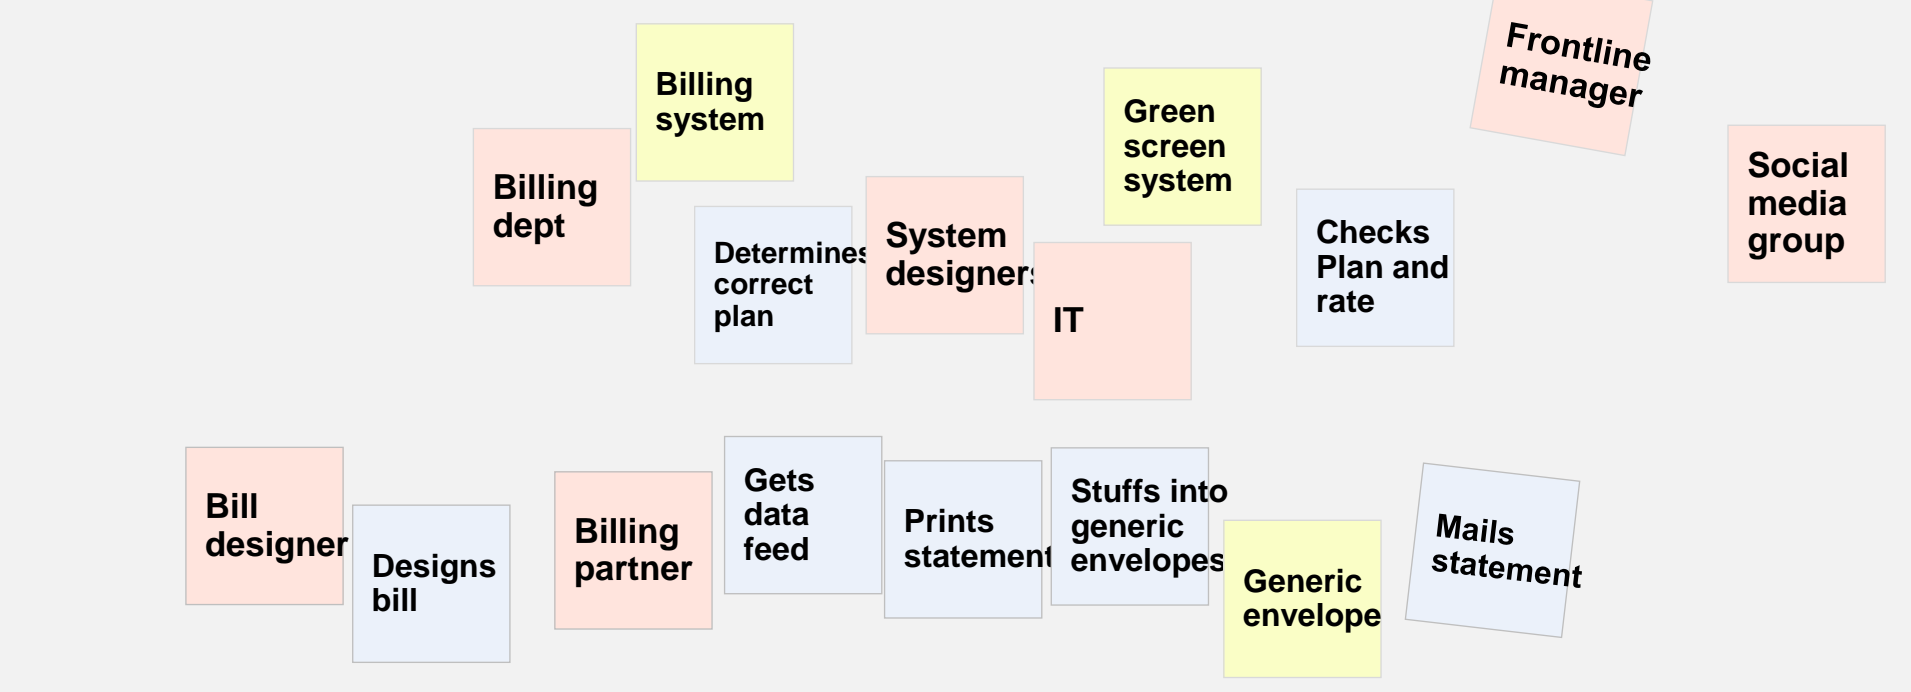 Billing
system
Frontline
manager
Green
screen
system
Social
media
group
Billing
dept
System
designers
Checks
Plan and
rate
Determines
correct
plan
IT
Bill
designer
Designs
bill
Billing
partner
Gets
data
feed
Prints
statement
Stuffs into
generic
envelopes
Generic
envelope
Mails
statement